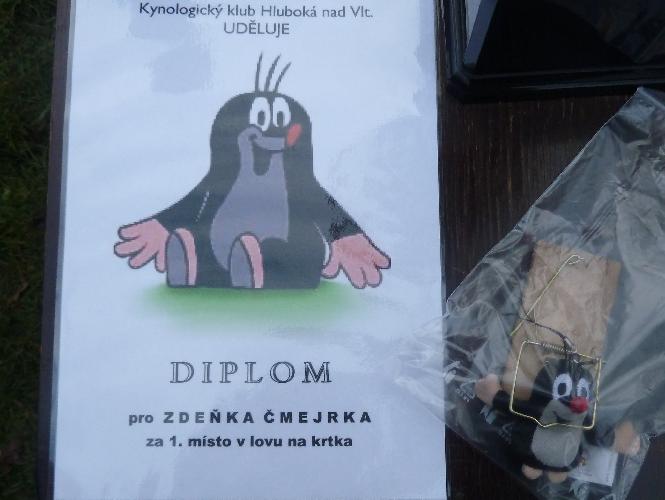 Kynologický klub Hluboká nad Vlt.
UDĚLUJE
DIPLOM
pro ZDEŇKA ČMEJRKA
za 1. místo v lovu na krtka